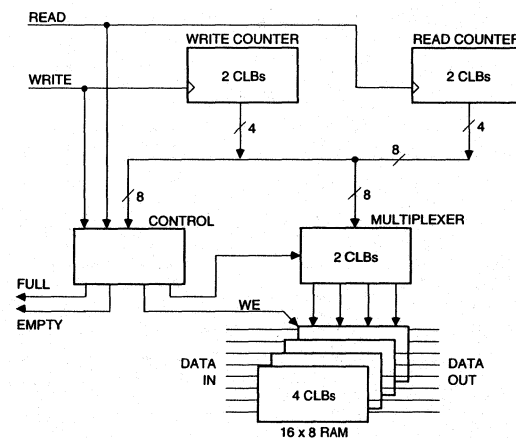 READ
WRITE COUNTER
READ COUNTER
2 CLBs
2 CLBs
WRITE
4
4
8
8
8
CONTROL
MULTIPLEXER
2 CLBs
FULL
EMPTY
WE
DATA IN
DATA OUT
4 CLBs
16 x 8 RAM